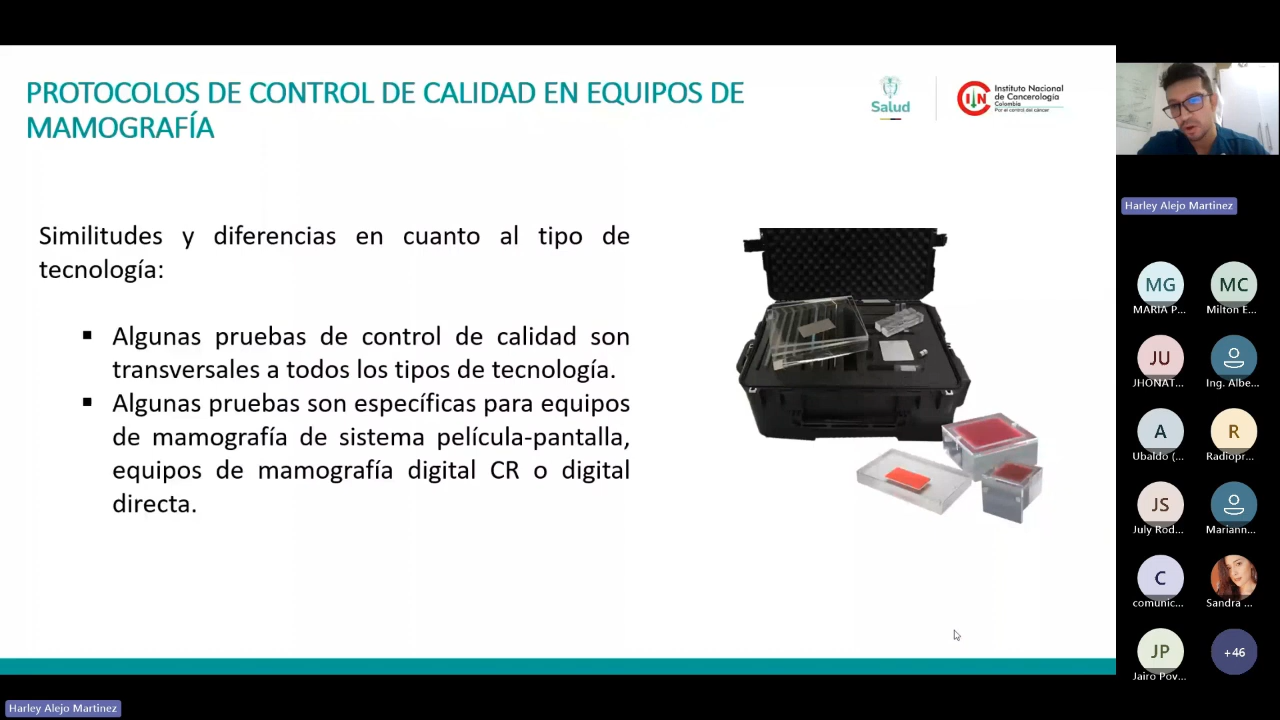 PROTOCOLOS DE CONTROL DE CALIDAD EN EQUIPOS DE
MAMOGRAFÍA
Salud
Instituto Nacional
de Cancerología
Colombia
Por el control del cáncer
Similitudes y diferencias en cuanto al tipo de
tecnología:
▪ Algunas pruebas de control de calidad son
transversales a todos los tipos de tecnología.
▪ Algunas pruebas son específicas para equipos
de mamografía de sistema película-pantalla,
equipos de mamografía digital CR o digital
directa.
Harley Alejo Martinez
MG
MC
MARIA P...
Milton E...
JU
JHONAT...
Ing. Albe...
A
R
Ubaldo (...
Radiopr...
JS
July Rod...
Mariann...
C
comunic...
Sandra ...
JP
+46
Jairo Pov...
Harley Alejo Martinez